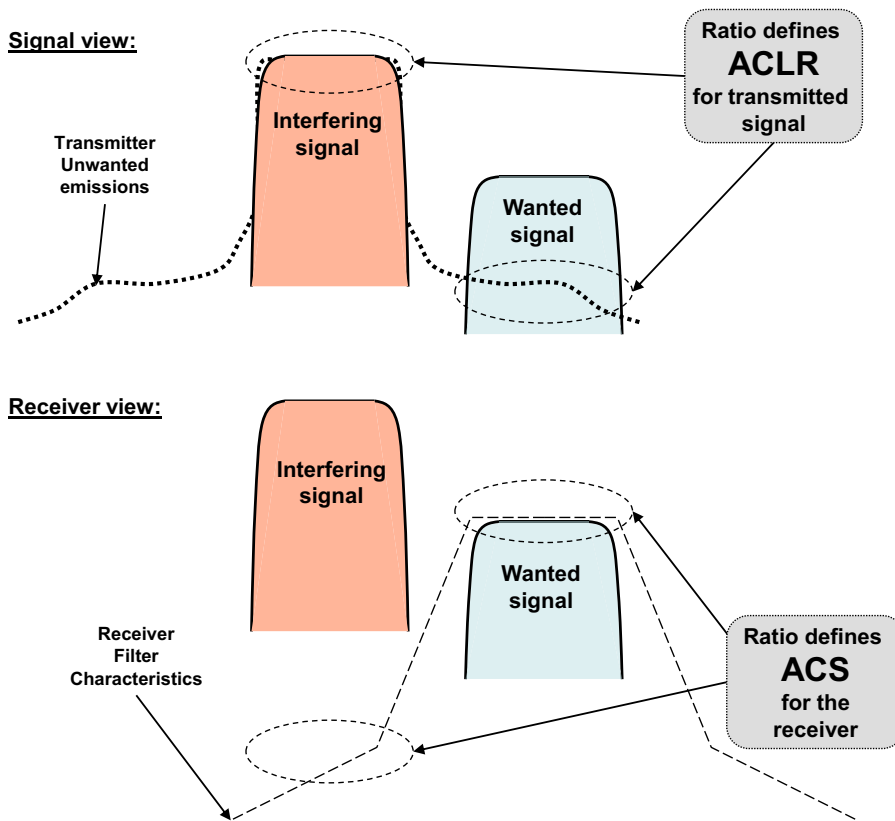 Signal view:
Ratio defines
ACLR
for transmitted
signal
Interfering
signal
Transmitter
Unwanted
emissions
Wanted
signal
Receiver view:
Interfering
signal
Wanted
signal
Receiver
Filter
Characteristics
Ratio defines
ACS
for the
receiver